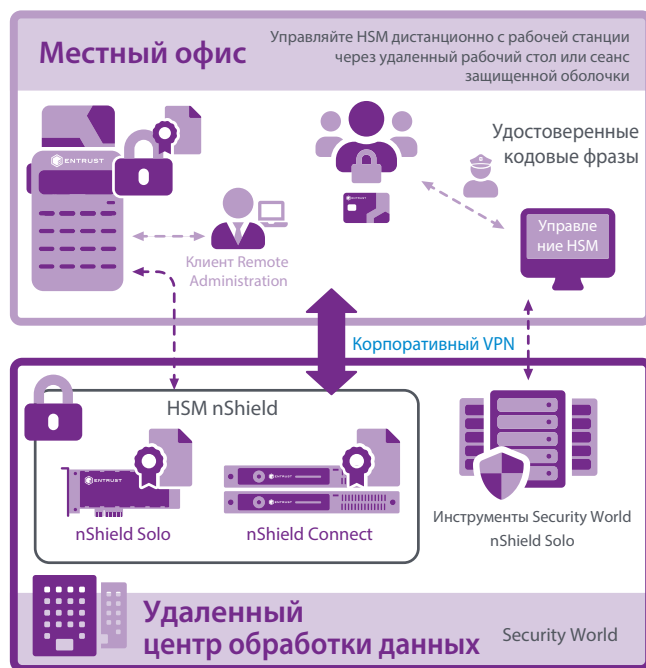 Местный офис
Управляйте HSM дистанционно с рабочей станции
через удаленный рабочий стол или сеанс
защищенной оболочки
ENTRUST
ENTRUST
Удостоверенные
кодовые фразы
Управле
ние HSM
Клиент Remote
Administration
Корпоративный VPN
HSM nShield
ENTRUST
ENTRUST
ENTRUST
nShield Solo
nShield Connect
Инструменты Security World
nShield Solo
Удаленный
центр обработки данных
Security World